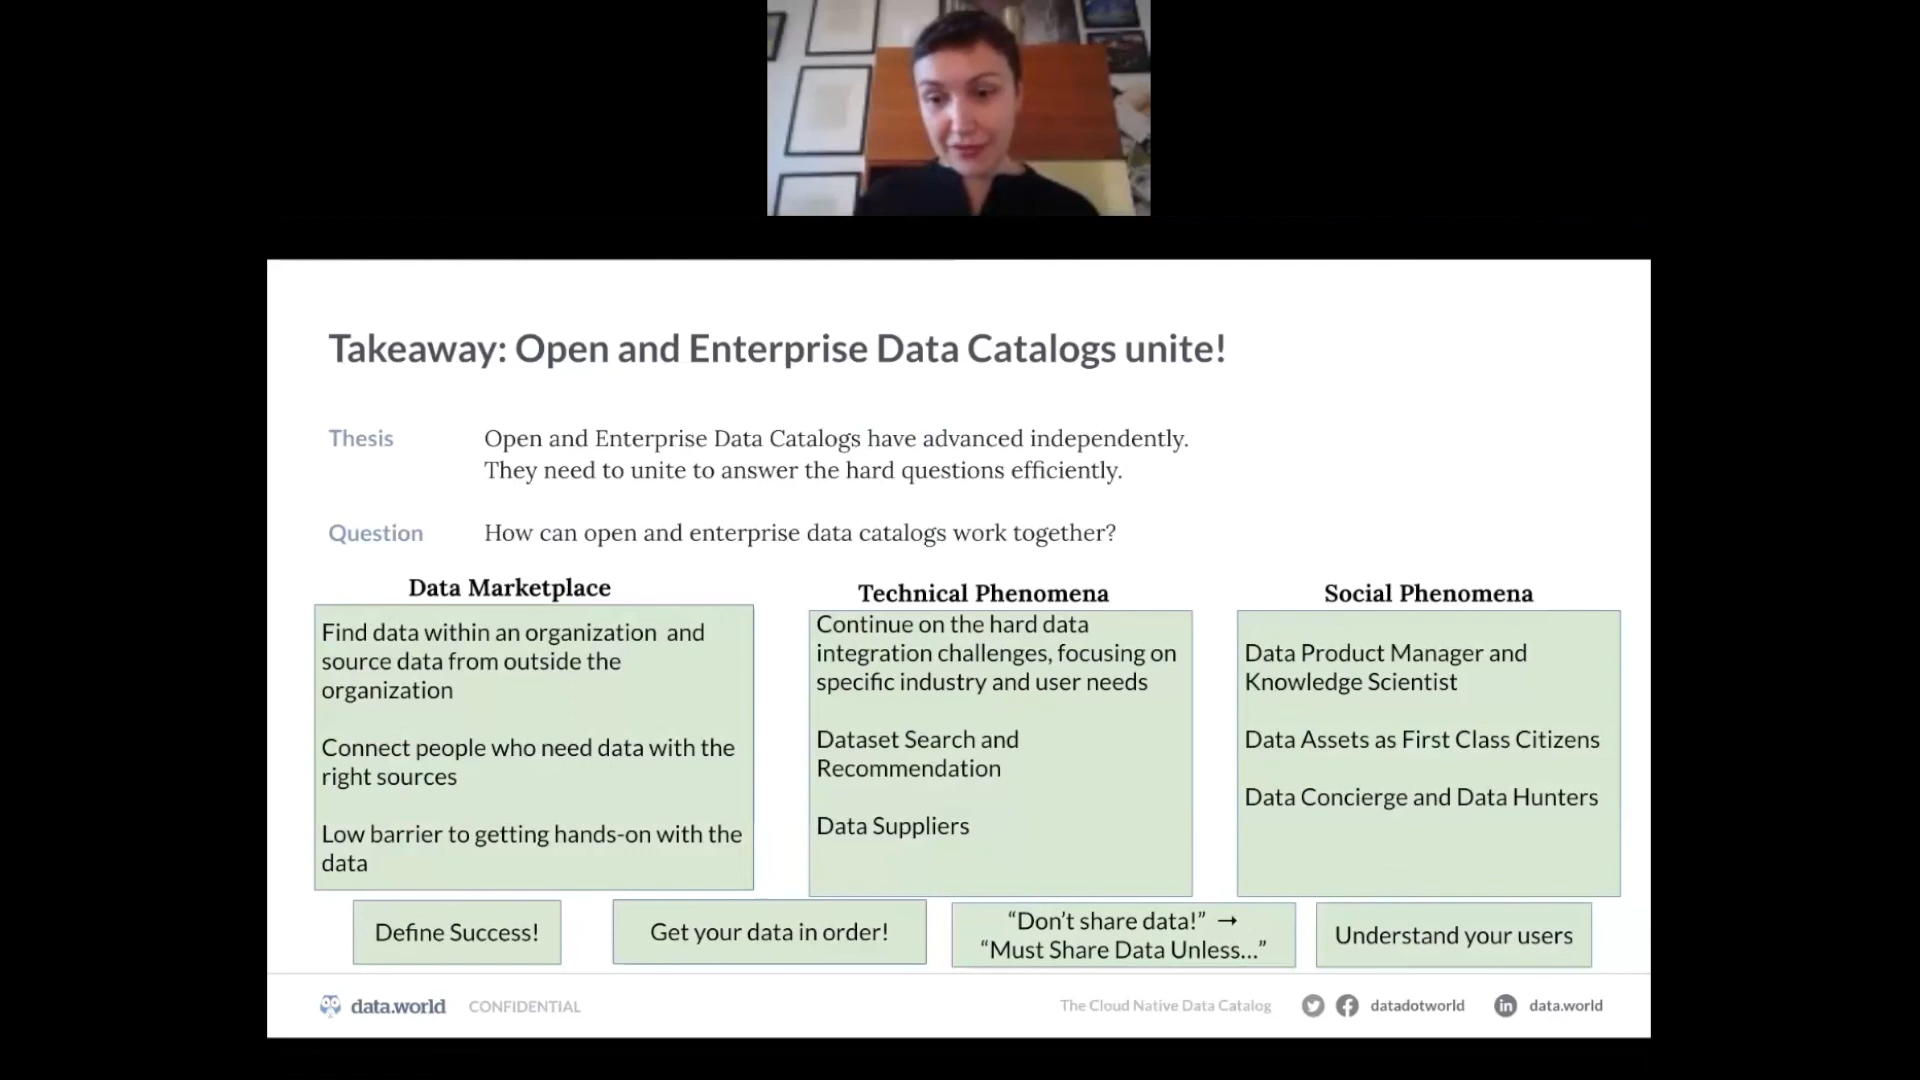 Takeaway: Open and Enterprise Data Catalogs unite!
Thesis
Open and Enterprise Data Catalogs have advanced independently.
They need to unite to answer the hard questions efficiently.
Question
How can open and enterprise data catalogs work together?
Data Marketplace
Find data within an organization and
source data from outside the
organization
Connect people who need data with the
right sources
Low barrier to getting hands-on with the
data
Technical Phenomena
Continue on the hard data
integration challenges, focusing on
specific industry and user needs
Dataset Search and
Recommendation
Data Suppliers
Social Phenomena
Data Product Manager and
Knowledge Scientist
Data Assets as First Class Citizens
Data Concierge and Data Hunters
Define Success!
Get your data in order!
“Don’t share data!” →
“Must Share Data Unless...”
Understand your users
data.world CONFIDENTIAL
The Cloud Native Data Catalog
datadotworld
in data.world